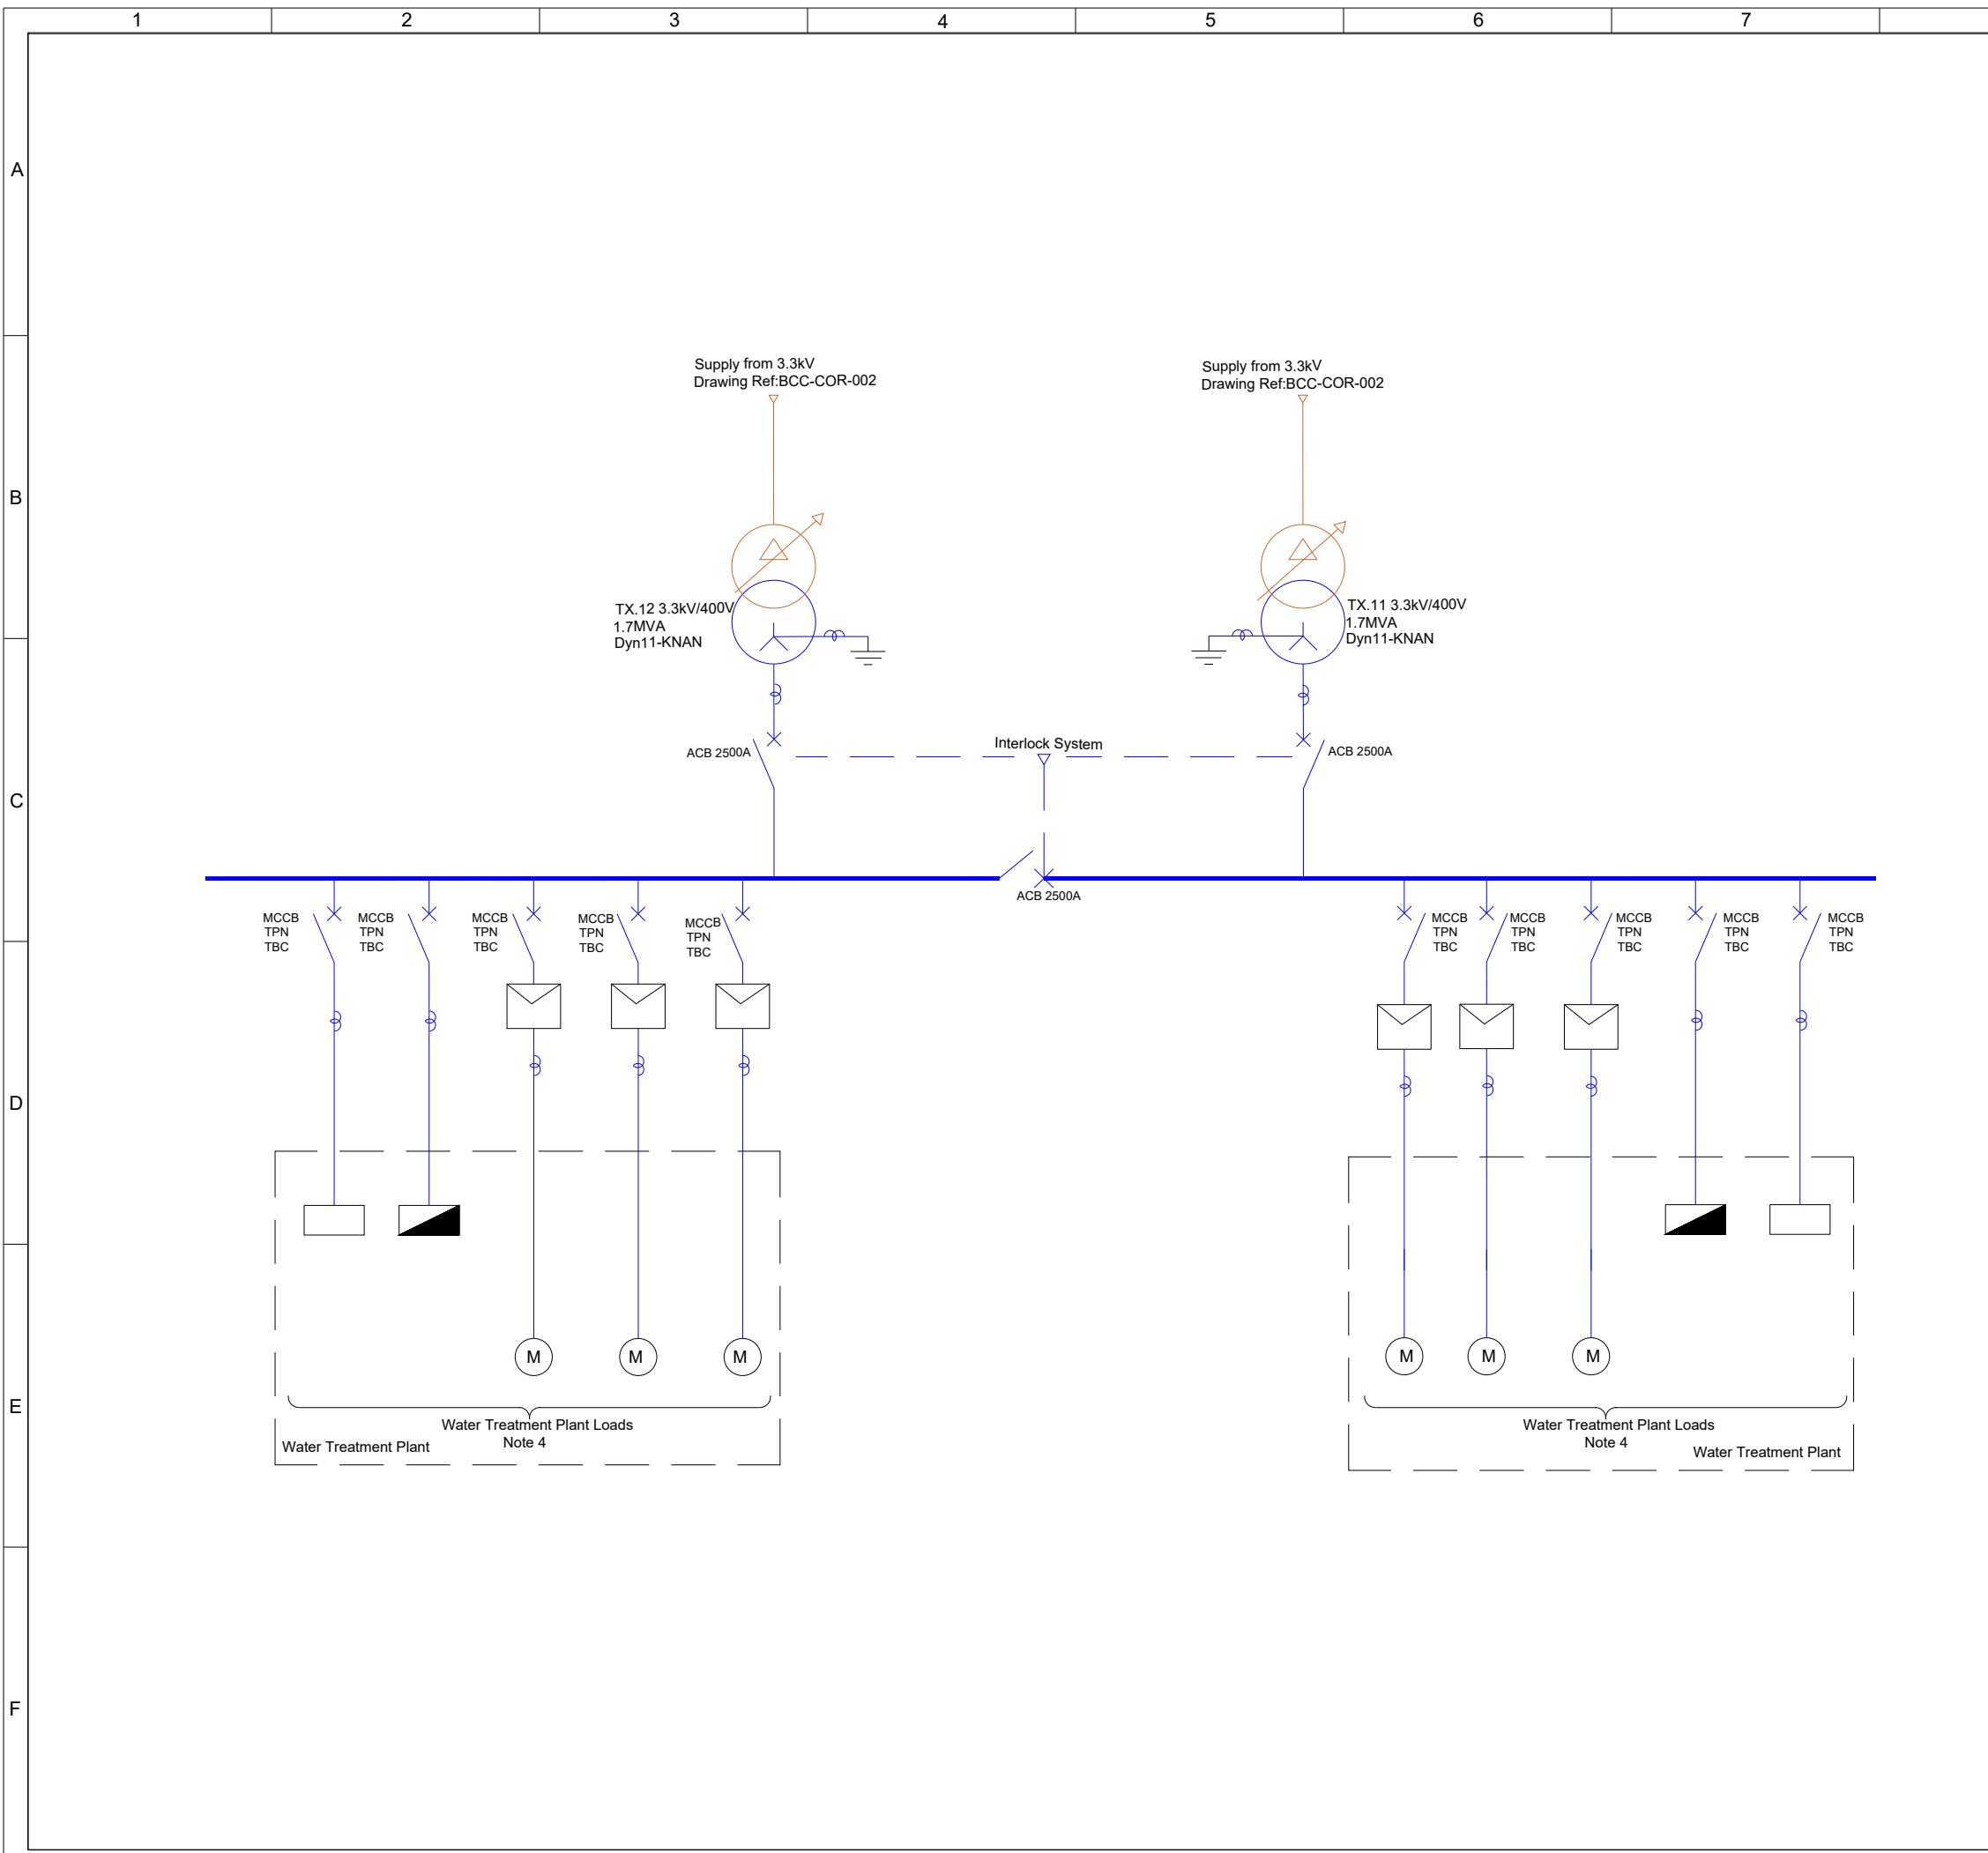 1
2
3
4
5
6
7
A
B
C
D
E
F
Supply from 3.3kV
Drawing Ref:BCC-COR-002
Supply from 3.3kV
Drawing Ref:BCC-COR-002
TX.12 3.3kV/400V
1.7MVA
Dyn11-KNAN
TX.11 3.3kV/400V
1.7MVA
Dyn11-KNAN
ACB 2500A
Interlock System
ACB 2500A
ACB 2500A
MCCB
TPN
TBC
MCCB
TPN
TBC
MCCB
TPN
TBC
MCCB
TPN
TBC
MCCB
TPN
TBC
MCCB
TPN
TBC
MCCB
TPN
TBC
MCCB
TPN
TBC
MCCB
TPN
TBC
MCCB
TPN
TBC
M
M
M
M
M
M
Water Treatment Plant Loads
Note 4
Water Treatment Plant
Water Treatment Plant Loads
Note 4
Water Treatment Plant